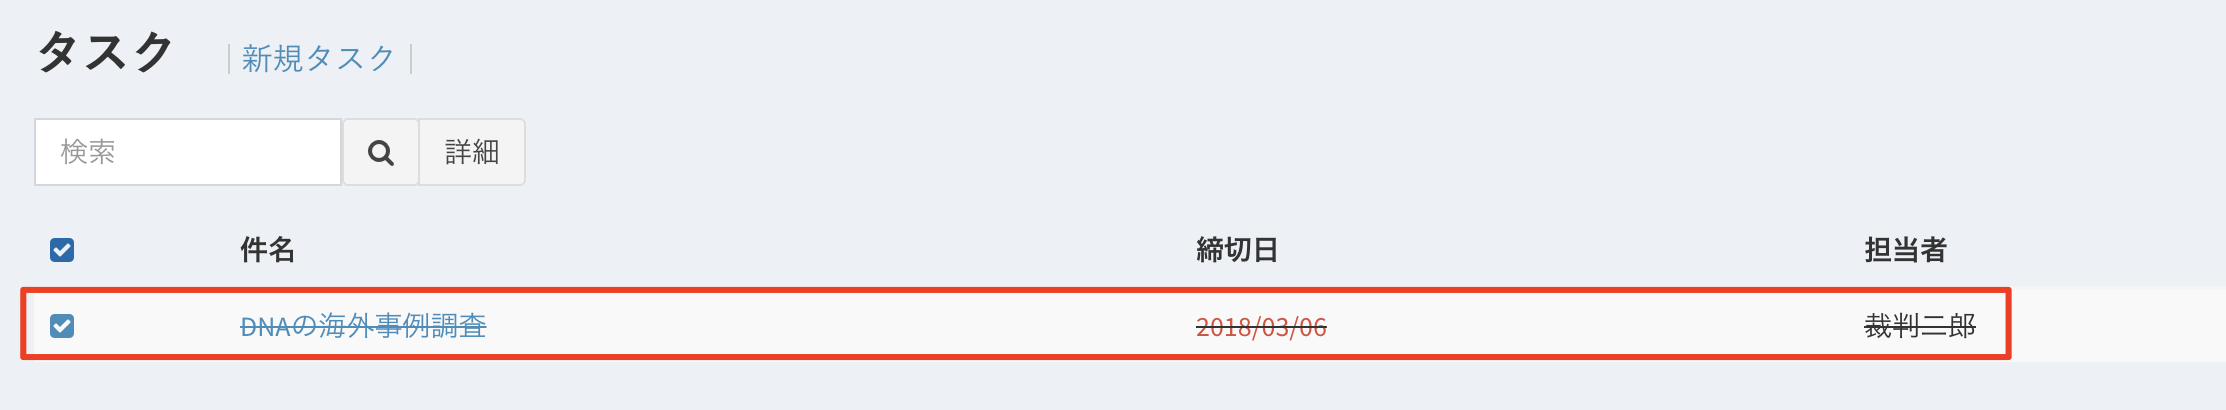 タスク | 新規タスク |
検索 詳細
件名 締切日 担当者
DNAの海外事例調査 2018/03/06 裁判二郎